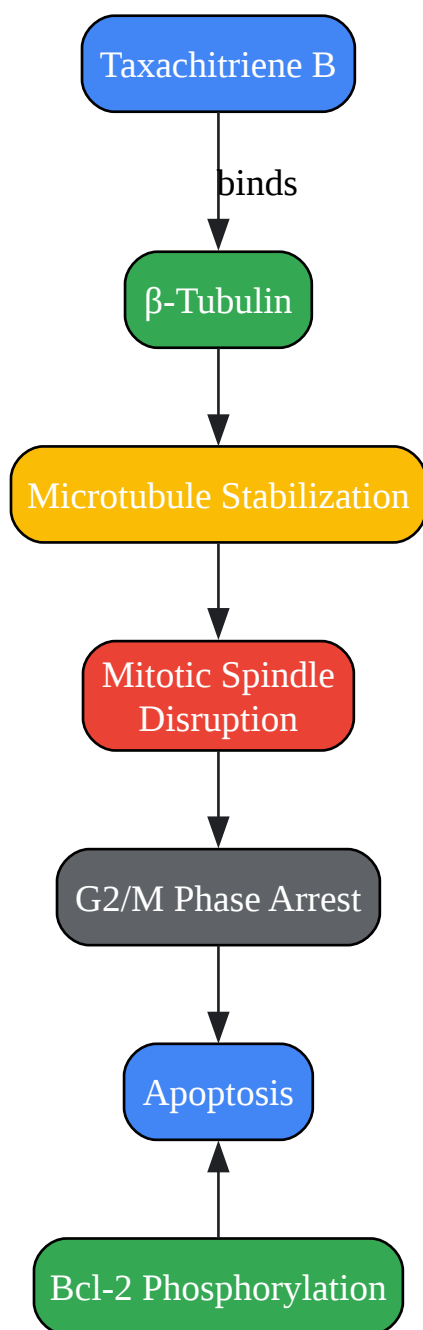 Taxachitriene B
binds
β-Tubulin
Microtubule Stabilization
Mitotic Spindle
Disruption
G2/M Phase Arrest
Apoptosis
Bcl-2 Phosphorylation